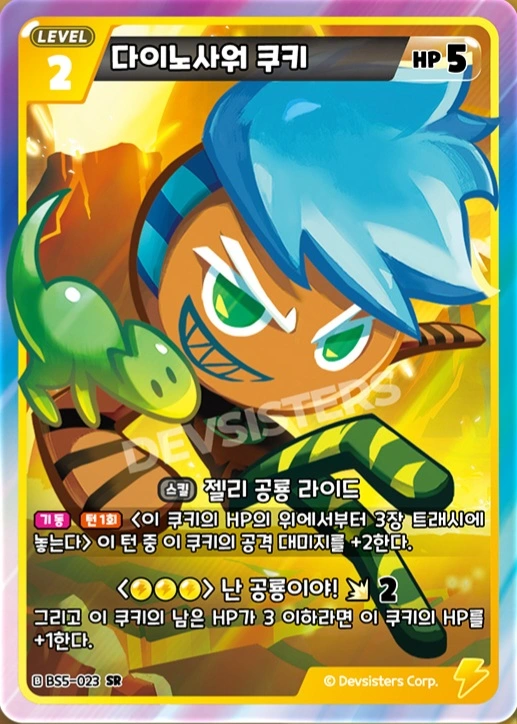 LEVEL
2
다이노사워 쿠키
HP 5
DEVSISTERS
스킬 젤리 공룡 라이드
기동 턴 1회 <이 쿠키의 HP의 위에서부터 3장 트래시에
놓는다> 이 턴 중 이 쿠키의 공격 대미지를 +2한다.
< > 난 공룡이야! 2
그리고 이 쿠키의 남은 HP가 3 이하라면 이 쿠키의 HP를
+1한다.
B BS5-023 SR
© Devsisters Corp.